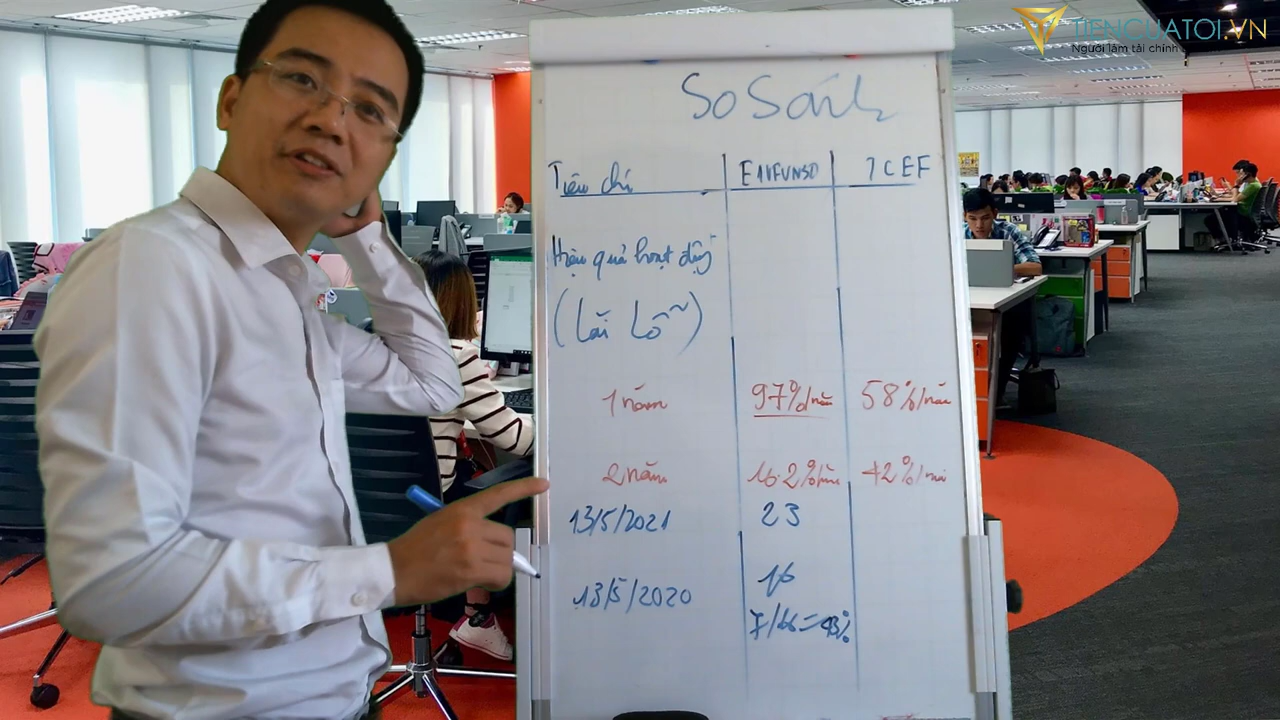 TIENCUATOI.VN
Người làm tài chính
So Sánh
Tiêu chí E1VFVN30 TCEF
Hiệu quả hoạt động
(Lãi Lỗ)
1 năm 97%/năm 58%/năm
2 năm 16.2%/năm 42%/năm
13/5/2021 23
13/5/2020 16
7/16=43%